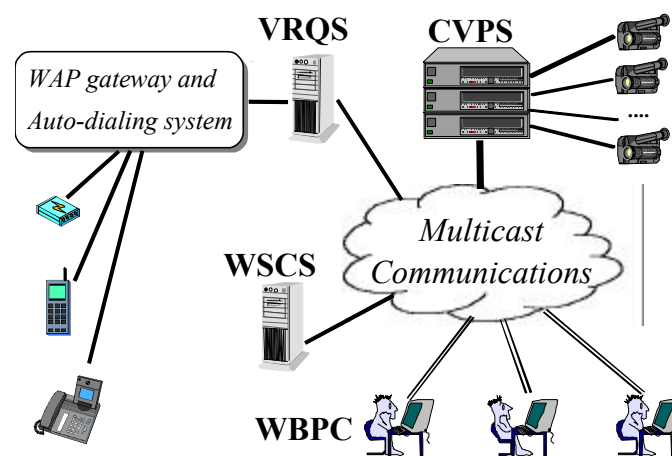 VRQS
CVPS
WAP gateway and
Auto-dialing system
....
Multicast
Communications
WSCS
WBPC